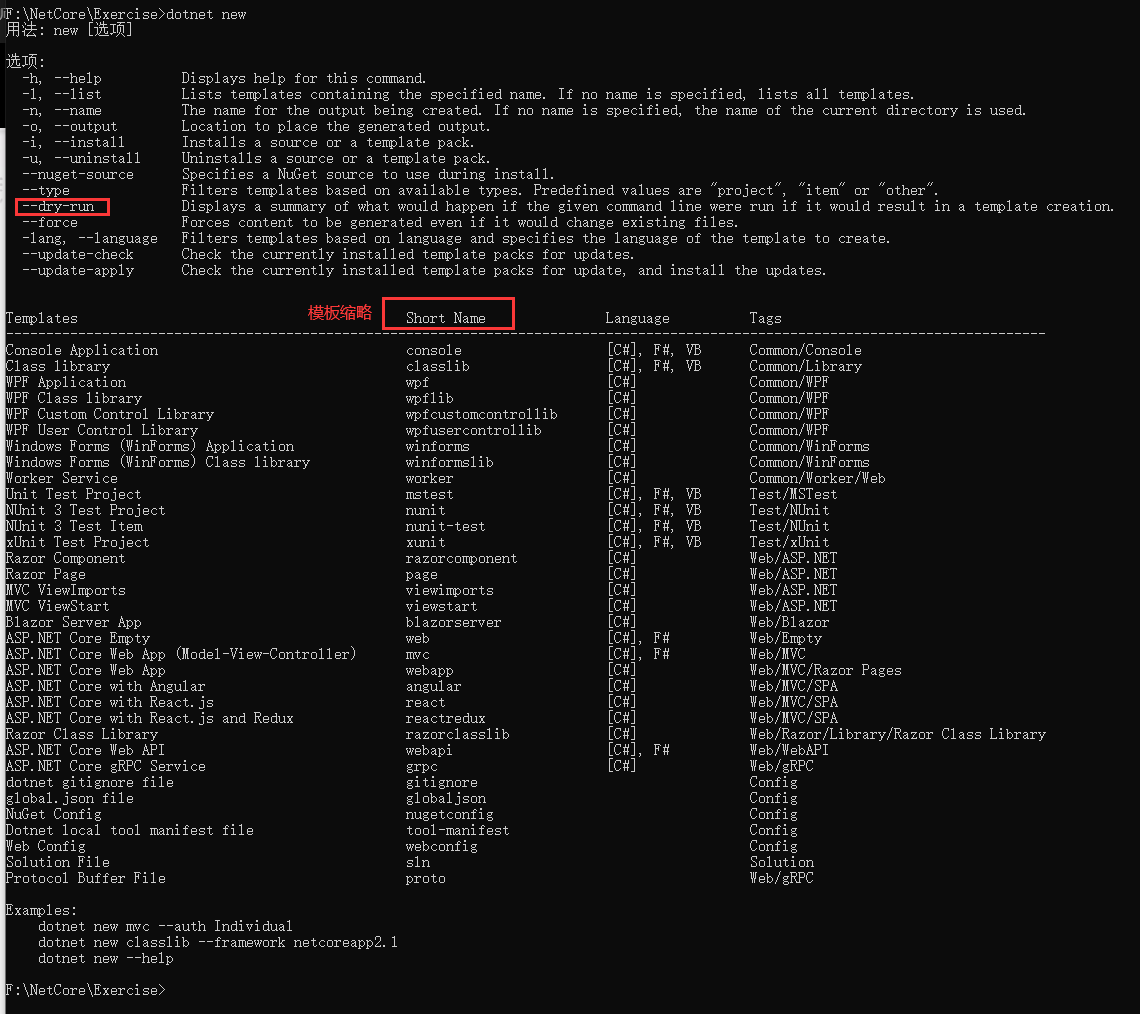 F:\NetCore\Exercise>dotnet new
用法: new [选项]
选项:
-h, --help Displays help for this command.
-l, --list Lists templates containing the specified name. If no name is specified, lists all templates.
-n, --name The name for the output being created. If no name is specified, the name of the current directory is used.
-o, --output Location to place the generated output.
-i, --install Installs a source or a template pack.
-u, --uninstall Uninstalls a source or a template pack.
--nuget-source Specifies a NuGet source to use during install.
--type Filters templates based on available types. Predefined values are "project", "item" or "other".
--dry-run Displays a summary of what would happen if the given command line were run if it would result in a template creation.
--force Forces content to be generated even if it would change existing files.
-lang, --language Filters templates based on language and specifies the language of the template to create.
--update-check Check the currently installed template packs for updates.
--update-apply Check the currently installed template packs for update, and install the updates.
模板缩略
Templates Short Name Language Tags
Console Application console [C#], F#, VB Common/Console
Class library classlib [C#], F#, VB Common/Library
WPF Application wpf [C#] Common/WPF
WPF Class library wpflib [C#] Common/WPF
WPF Custom Control Library wpfcustomcontrollib [C#] Common/WPF
WPF User Control Library wpfusercontrollib [C#] Common/WPF
Windows Forms (WinForms) Application winforms [C#] Common/WinForms
Windows Forms (WinForms) Class library winformslib [C#] Common/WinForms
Worker Service worker [C#] Common/Worker/Web
Unit Test Project mstest [C#], F#, VB Test/MSTest
NUnit 3 Test Project nunit [C#], F#, VB Test/NUnit
NUnit 3 Test Item nunit-test [C#], F#, VB Test/NUnit
xUnit Test Project xunit [C#], F#, VB Test/xUnit
Razor Component razorcomponent [C#] Web/ASP.NET
Razor Page page [C#] Web/ASP.NET
MVC ViewImports viewimports [C#] Web/ASP.NET
MVC ViewStart viewstart [C#] Web/ASP.NET
Blazor Server App blazorserver [C#] Web/Blazor
ASP.NET Core Empty web [C#], F# Web/Empty
ASP.NET Core Web App (Model-View-Controller) mvc [C#], F# Web/MVC
ASP.NET Core Web App webapp [C#] Web/MVC/Razor Pages
ASP.NET Core with Angular angular [C#] Web/MVC/SPA
ASP.NET Core with React.js react [C#] Web/MVC/SPA
ASP.NET Core with React.js and Redux reactredux [C#] Web/MVC/SPA
Razor Class Library razorclasslib [C#] Web/Razor/Library/Razor Class Library
ASP.NET Core Web API webapi [C#], F# Web/WebAPI
ASP.NET Core gRPC Service grpc [C#] Web/gRPC
dotnet gitignore file gitignore Config
global.json file globaljson Config
NuGet Config nugetconfig Config
Dotnet local tool manifest file tool-manifest Config
Web Config webconfig Config
Solution File sln Solution
Protocol Buffer File proto Web/gRPC
Examples:
dotnet new mvc --auth Individual
dotnet new classlib --framework netcoreapp2.1
dotnet new --help
F:\NetCore\Exercise>